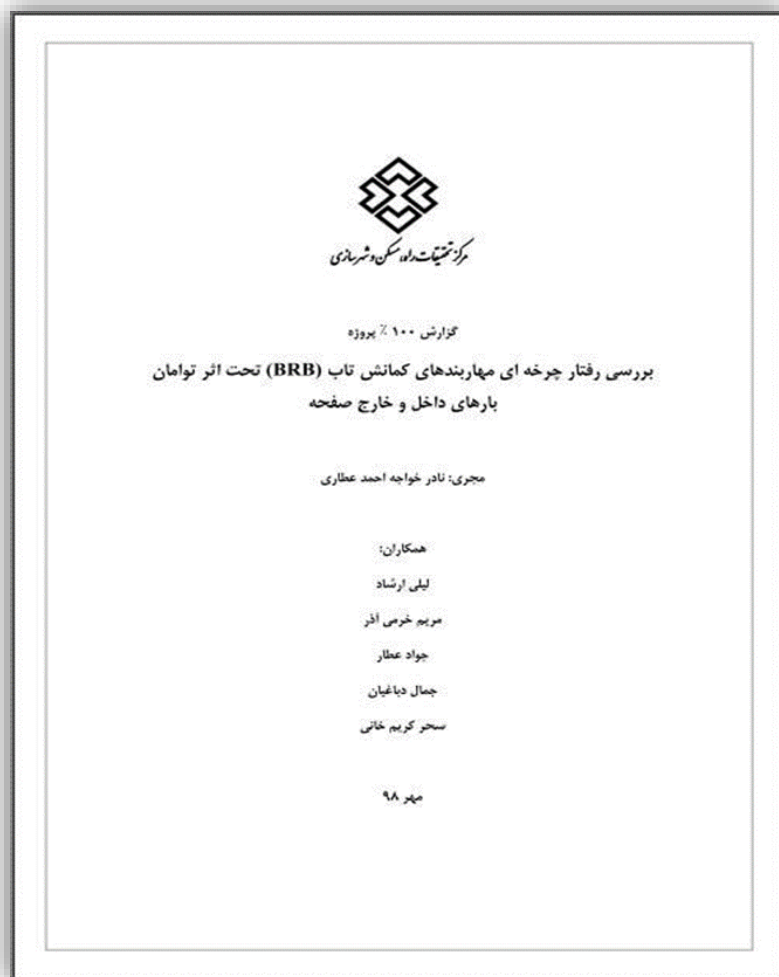 مرکز تحقیقات راه، مسکن و شهرسازی
گزارش ۱۰۰ ٪ پروژه
بررسی رفتار چرخه ای مهاربندهای کمانش تاب (BRB) تحت اثر توامان
بارهای داخل و خارج صفحه
مجری: نادر خواجه احمد عطاری
همکاران:
لیلی ارشاد
مریم خرمی آذر
جواد عطار
جمال دباغیان
سحر کریم خانی
مهر ۹۸